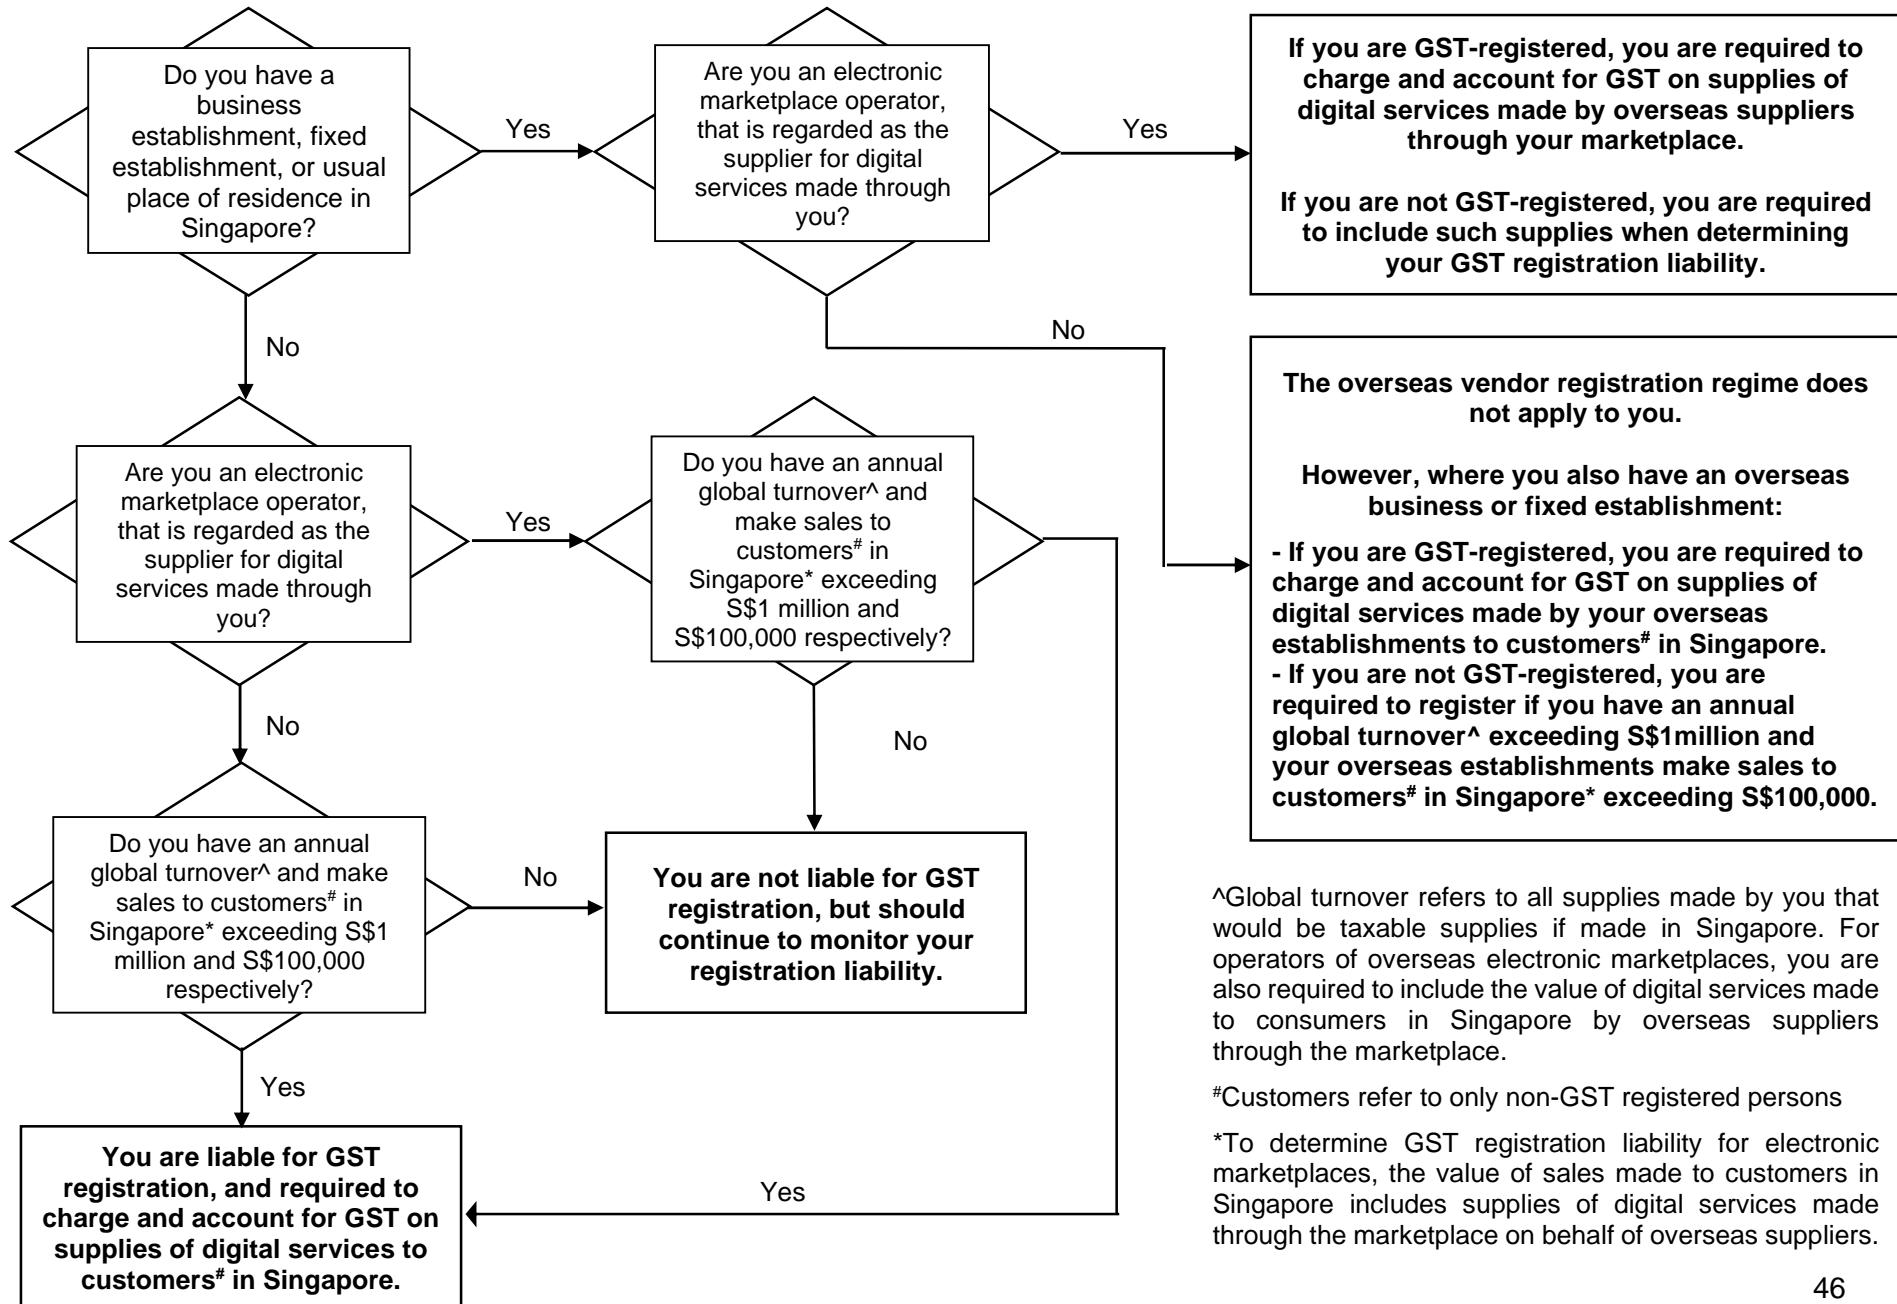 Do you have a
business
establishment, fixed
establishment, or usual
place of residence in
Singapore?
Yes
Are you an electronic
marketplace operator,
that is regarded as the
supplier for digital
services made through
you?
Yes
If you are GST-registered, you are required to
charge and account for GST on supplies of
digital services made by overseas suppliers
through your marketplace.
If you are not GST-registered, you are required
to include such supplies when determining
your GST registration liability.
No
No
The overseas vendor registration regime does
not apply to you.
However, where you also have an overseas
business or fixed establishment:
- If you are GST-registered, you are required to
charge and account for GST on supplies of
digital services made by your overseas
establishments to customers# in Singapore.
- If you are not GST-registered, you are
required to register if you have an annual
global turnover^ exceeding S$1million and
your overseas establishments make sales to
customers# in Singapore* exceeding S$100,000.
Are you an electronic
marketplace operator,
that is regarded as the
supplier for digital
services made through
you?
Yes
Do you have an annual
global turnover^ and
make sales to
customers# in
Singapore* exceeding
S$1 million and
S$100,000 respectively?
No
No
Do you have an annual
global turnover^ and make
sales to customers# in
Singapore* exceeding S$1
million and S$100,000
respectively?
No
You are not liable for GST
registration, but should
continue to monitor your
registration liability.
Yes
You are liable for GST
registration, and required to
charge and account for GST on
supplies of digital services to
customers# in Singapore.
Yes
^Global turnover refers to all supplies made by you that
would be taxable supplies if made in Singapore. For
operators of overseas electronic marketplaces, you are
also required to include the value of digital services made
to consumers in Singapore by overseas suppliers
through the marketplace.
#Customers refer to only non-GST registered persons
*To determine GST registration liability for electronic
marketplaces, the value of sales made to customers in
Singapore includes supplies of digital services made
through the marketplace on behalf of overseas suppliers.
46